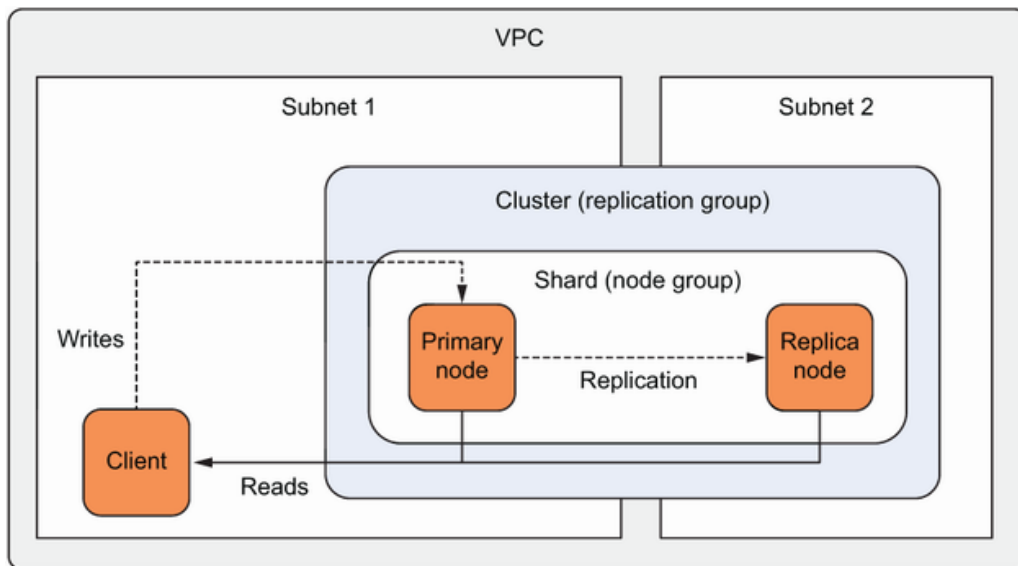 VPC
Subnet 1
Subnet 2
Cluster (replication group)
Shard (node group)
Writes
Primary
node
Replication
Replica
node
Client
Reads